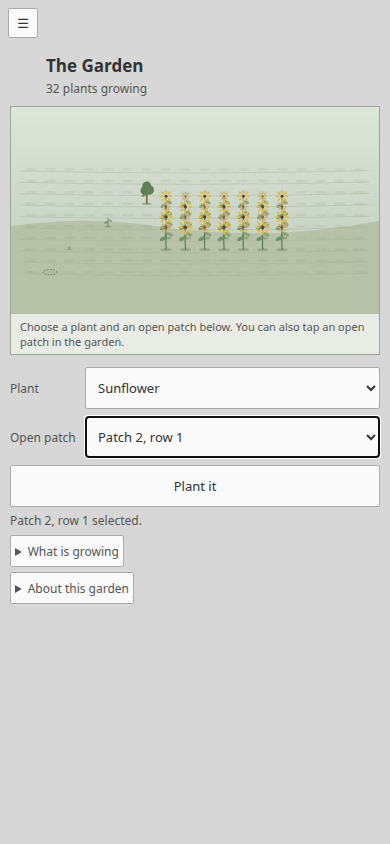 ☰
The Garden
32 plants growing
Choose a plant and an open patch below. You can also tap an open
patch in the garden.
Plant
Sunflower
Open patch
Patch 2, row 1
Plant it
Patch 2, row 1 selected.
▶ What is growing
▶ About this garden